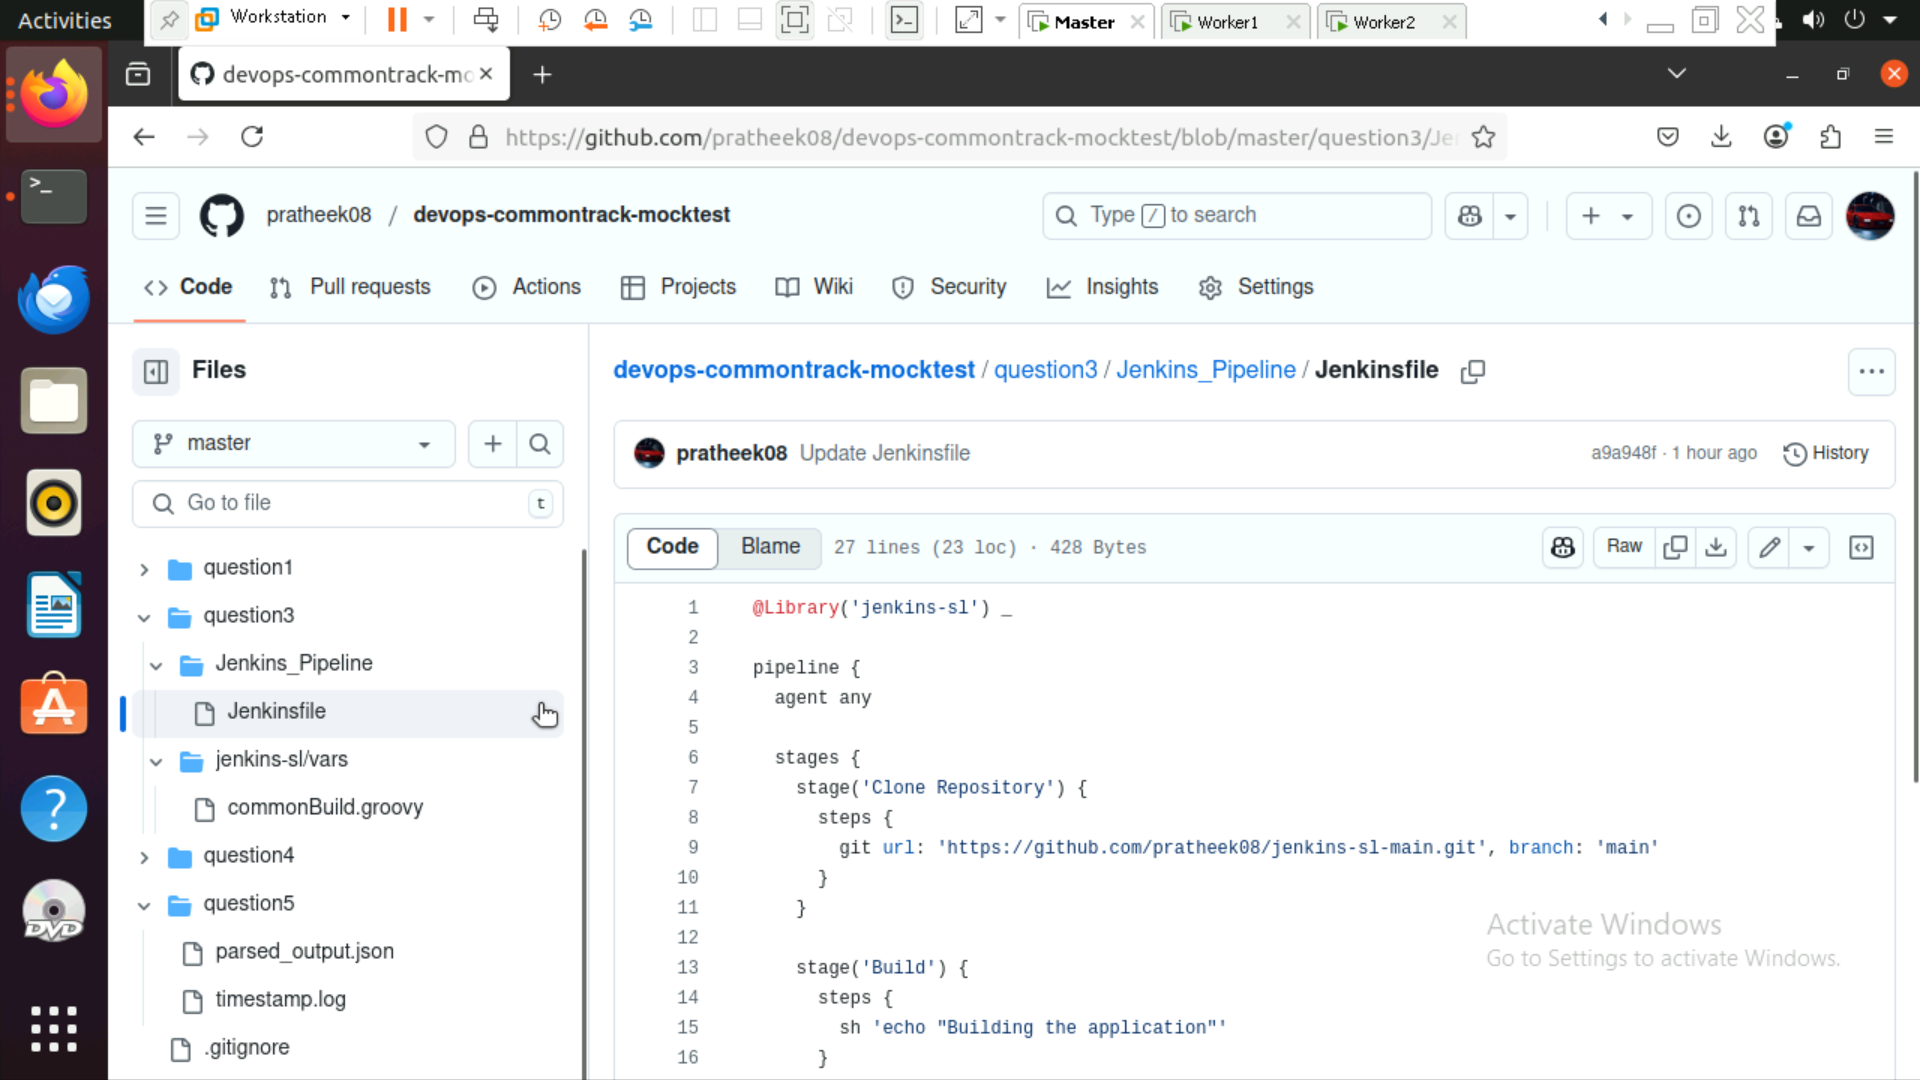 Activities
Workstation
Master
Worker1
Worker2
devops-commontrack-mo
https://github.com/pratheek08/devops-commontrack-mocktest/blob/master/question3/Je
pratheek08 / devops-commontrack-mocktest
Type / to search
Code
Pull requests
Actions
Projects
Wiki
Security
Insights
Settings
Files
master
Go to file
t
question1
question3
Jenkins_Pipeline
Jenkinsfile
jenkins-sl/vars
commonBuild.groovy
question4
question5
parsed_output.json
timestamp.log
.gitignore
devops-commontrack-mocktest / question3 / Jenkins_Pipeline / Jenkinsfile
pratheek08 Update Jenkinsfile
a9a948f · 1 hour ago
History
Code
Blame
27 lines (23 loc) · 428 Bytes
Raw
1 @Library('jenkins-sl') _
2
3 pipeline {
4 agent any
5
6 stages {
7 stage('Clone Repository') {
8 steps {
9 git url: 'https://github.com/pratheek08/jenkins-sl-main.git', branch: 'main'
10 }
11 }
12
13 stage('Build') {
14 steps {
15 sh 'echo "Building the application"'
16 }
Activate Windows
Go to Settings to activate Windows.
DVD